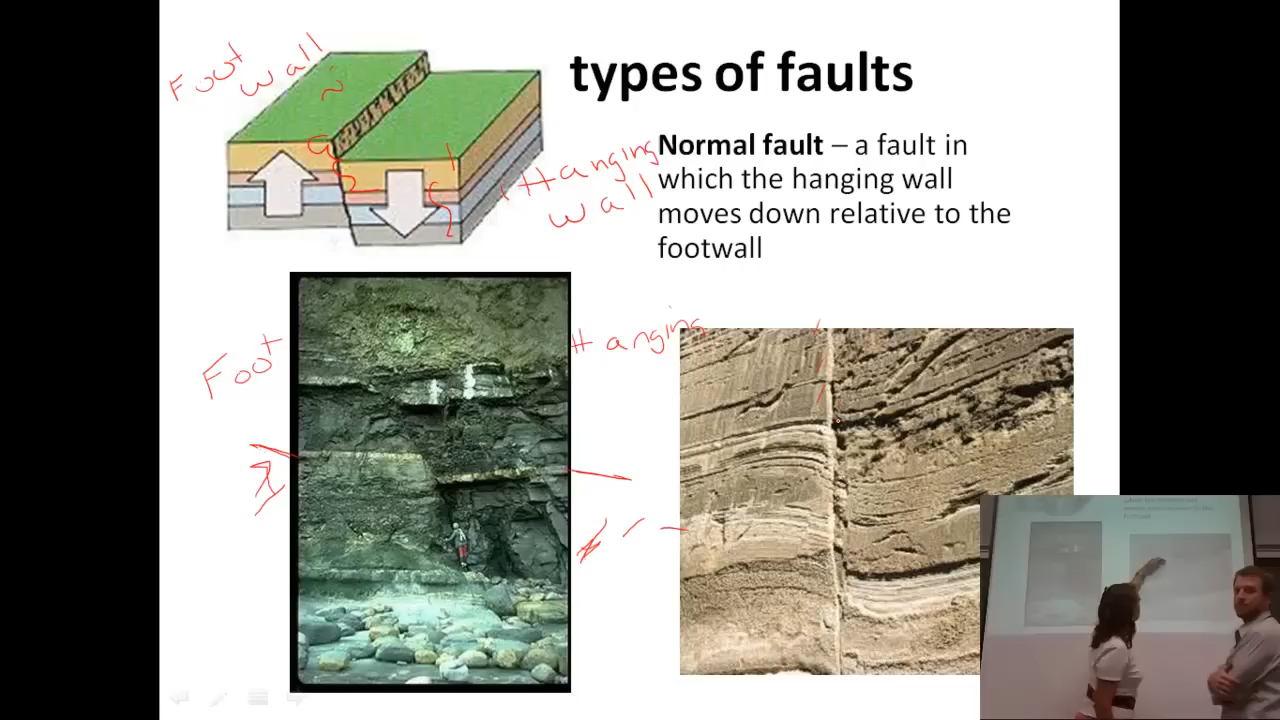 types of faults
Foot
wall
Hanging
wall
Normal fault – a fault in
which the hanging wall
moves down relative to the
footwall
Foot
Hanging